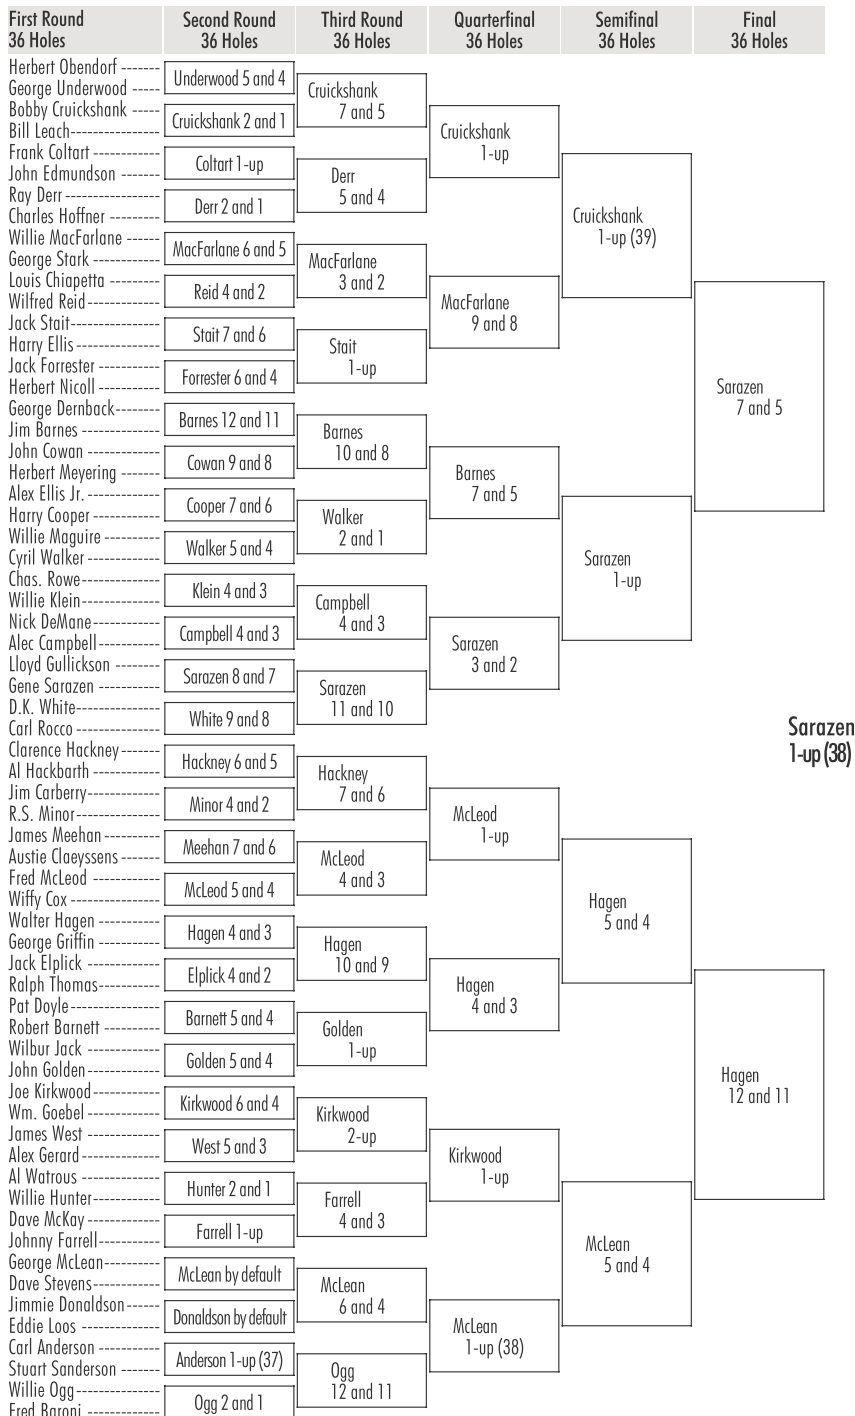 First Round
36 Holes
Second Round
36 Holes
Third Round
36 Holes
Quarterfinal
36 Holes
Semifinal
36 Holes
Final
36 Holes
Herbert Obendorf
George Underwood
Bobby Cruickshank
Bill Leach
Frank Coltart
John Edmundson
Ray Derr
Charles Hoffner
Willie MacFarlane
George Stark
Louis Chiapetta
Wilfred Reid
Jack Stait
Harry Ellis
Jack Forrester
Herbert Nicoll
George Dernback
Jim Barnes
John Cowan
Herbert Meyering
Alex Ellis Jr.
Harry Cooper
Willie Maguire
Cyril Walker
Chas. Rowe
Willie Klein
Nick DeMane
Alec Campbell
Lloyd Gullickson
Gene Sarazen
D.K. White
Carl Rocco
Clarence Hackney
Al Hackbarth
Jim Carberry
R.S. Minor
James Meehan
Austie Claeyssens
Fred McLeod
Wiffy Cox
Walter Hagen
George Griffin
Jack Elplick
Ralph Thomas
Pat Doyle
Robert Barnett
Wilbur Jack
John Golden
Joe Kirkwood
Wm. Goebel
James West
Alex Gerard
Al Watrous
Willie Hunter
Dave McKay
Johnny Farrell
George McLean
Dave Stevens
Jimmie Donaldson
Eddie Loos
Carl Anderson
Stuart Sanderson
Willie Ogg
Fred Baroni
Underwood 5 and 4
Cruickshank 2 and 1
Coltart 1-up
Derr 2 and 1
MacFarlane 6 and 5
Reid 4 and 2
Stait 7 and 6
Forrester 6 and 4
Barnes 12 and 11
Cowan 9 and 8
Cooper 7 and 6
Walker 5 and 4
Klein 4 and 3
Campbell 4 and 3
Sarazen 8 and 7
White 9 and 8
Hackney 6 and 5
Minor 4 and 2
Meehan 7 and 6
McLeod 5 and 4
Hagen 4 and 3
Elplick 4 and 2
Barnett 5 and 4
Golden 5 and 4
Kirkwood 6 and 4
West 5 and 3
Hunter 2 and 1
Farrell 1-up
McLean by default
Donaldson by default
Anderson 1-up (37)
Ogg 2 and 1
Cruickshank
7 and 5
Derr
5 and 4
MacFarlane
3 and 2
Stait
1-up
Barnes
10 and 8
Walker
2 and 1
Campbell
4 and 3
Sarazen
11 and 10
Hackney
7 and 6
McLeod
4 and 3
Hagen
10 and 9
Golden
1-up
Kirkwood
2-up
Farrell
4 and 3
McLean
6 and 4
Ogg
12 and 11
Cruickshank
1-up
MacFarlane
9 and 8
Barnes
7 and 5
Sarazen
3 and 2
McLeod
1-up
Hagen
4 and 3
Kirkwood
1-up
McLean
1-up (38)
Cruickshank
1-up (39)
Sarazen
1-up
Hagen
5 and 4
McLean
5 and 4
Sarazen
7 and 5
Hagen
12 and 11
Sarazen
1-up (38)